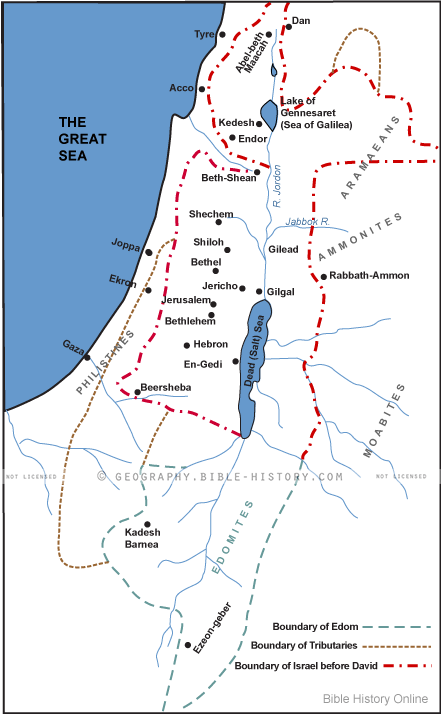 Dan
Tyre
Abel-beth
Maacah
Acco
THE
GREAT
SEA
Lake of
Gennesaret
(Sea of Galilea)
Kedesh
Endor
ARAMAEANS
Beth-Shean
R. Jordon
Shechem
Jabbok R.
AMMONITES
Joppa
Shiloh
Gilead
Bethel
Rabbath-Ammon
Ekron
Jericho
Gilgal
Jerusalem
Bethlehem
Gaza
PHILISTINES
Hebron
Dead (Salt) Sea
En-Gedi
Beersheba
MOABITES
NOT LICENSED
© GEOGRAPHY.BIBLE-HISTORY.COM
NOT LICENSED
EDOMITES
Kadesh
Barnea
Ezeon-geber
Boundary of Edom
Boundary of Tributaries
Boundary of Israel before David
Bible History Online